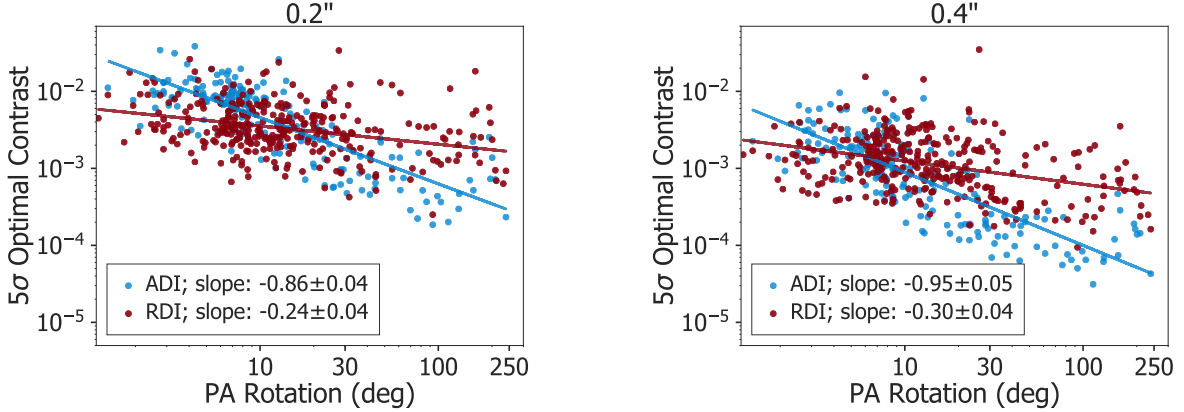 0.2"
5σ Optimal Contrast
10⁻²
10⁻³
10⁻⁴
10⁻⁵
ADI; slope: -0.86±0.04
RDI; slope: -0.24±0.04
10 30 100 250
PA Rotation (deg)
0.4"
5σ Optimal Contrast
10⁻²
10⁻³
10⁻⁴
10⁻⁵
ADI; slope: -0.95±0.05
RDI; slope: -0.30±0.04
10 30 100 250
PA Rotation (deg)